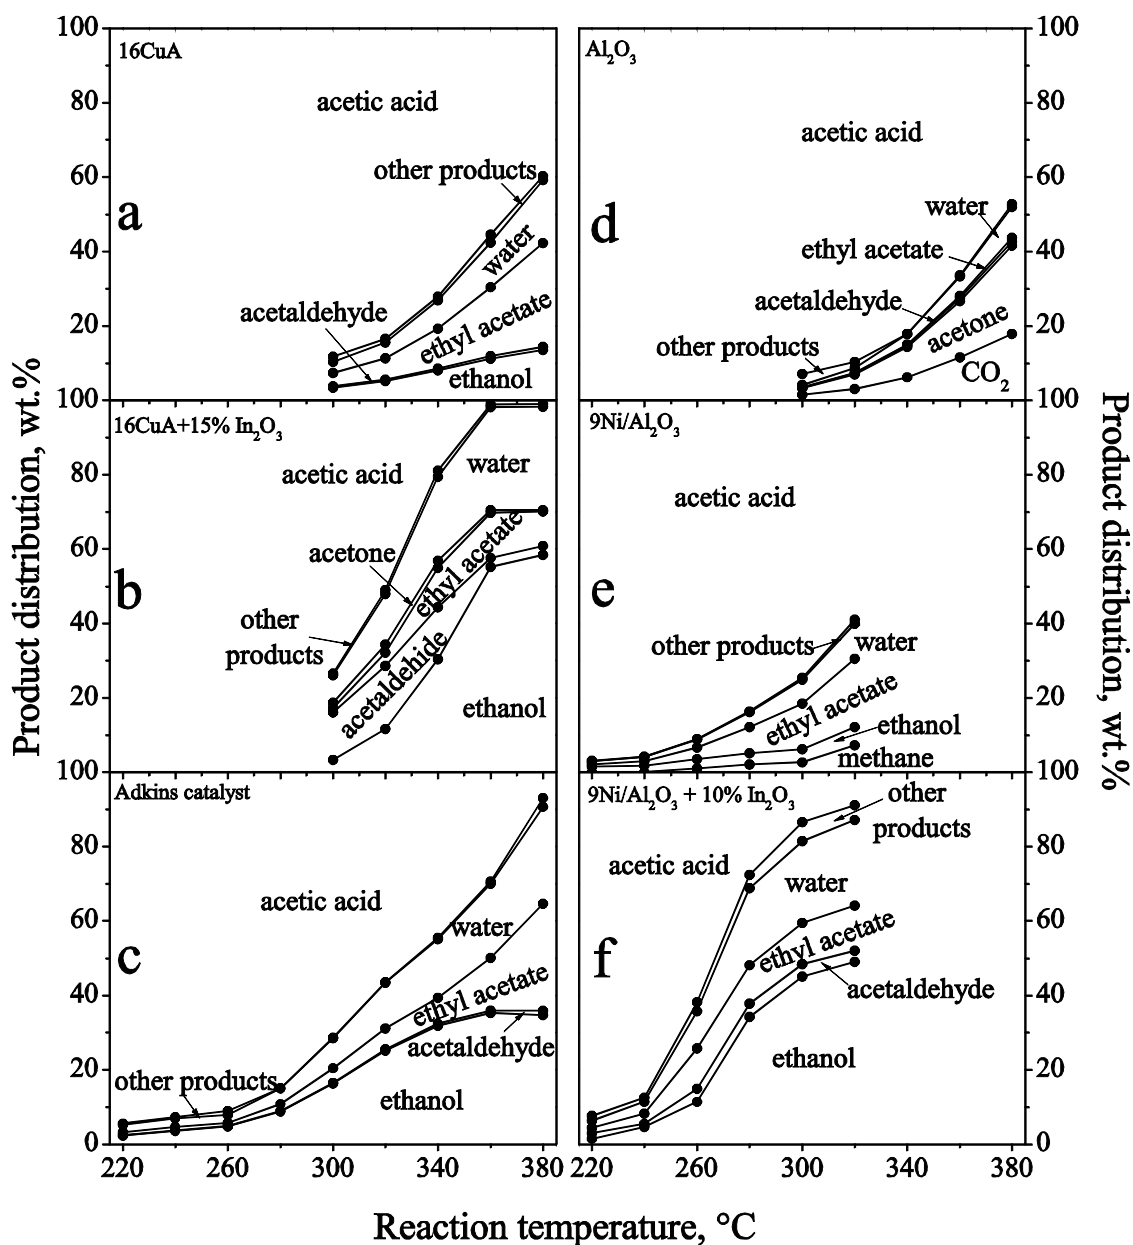 Product distribution, wt.%
100
16CuA
acetic acid
80
other products
60
a
water
40
acetaldehyde
ethyl acetate
20
ethanol
100
16CuA+15% In₂O₃
water
acetic acid
80
acetone
ethyl acetate
60
b
other
products
40
acetaldehide
20
ethanol
100
Adkins catalyst
80
acetic acid
water
60
c
ethyl acetate
40
acetaldehyde
other products
20
ethanol
0
220
260
300
340
380
100
Al₂O₃
80
acetic acid
60
water
d
ethyl acetate
40
acetaldehyde
acetone
20
other products
CO₂
100
9Ni/Al₂O₃
80
acetic acid
60
e
other products
water
40
ethyl acetate
ethanol
20
methane
100
9Ni/Al₂O₃ + 10% In₂O₃
other
products
80
acetic acid
water
60
ethyl acetate
f
acetaldehyde
40
ethanol
20
0
220
260
300
340
380
Product distribution, wt.%
Reaction temperature, °C